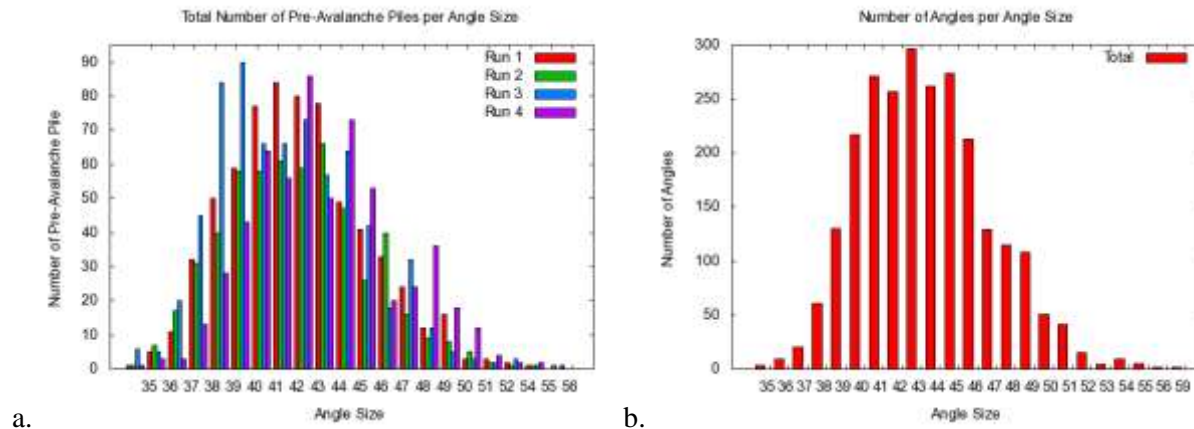 Total Number of Pre-Avalanche Piles per Angle Size
Number of Pre-Avalanche Pile
90
80
70
60
50
40
30
20
10
0
Run 1
Run 2
Run 3
Run 4
35 36 37 38 39 40 41 42 43 44 45 46 47 48 49 50 51 52 54 55 56
Angle Size
a.
Number of Angles per Angle Size
Number of Angles
300
250
200
150
100
50
0
Total
35 36 37 38 39 40 41 42 43 44 45 46 47 48 49 50 51 52 53 54 55 56 59
Angle Size
b.